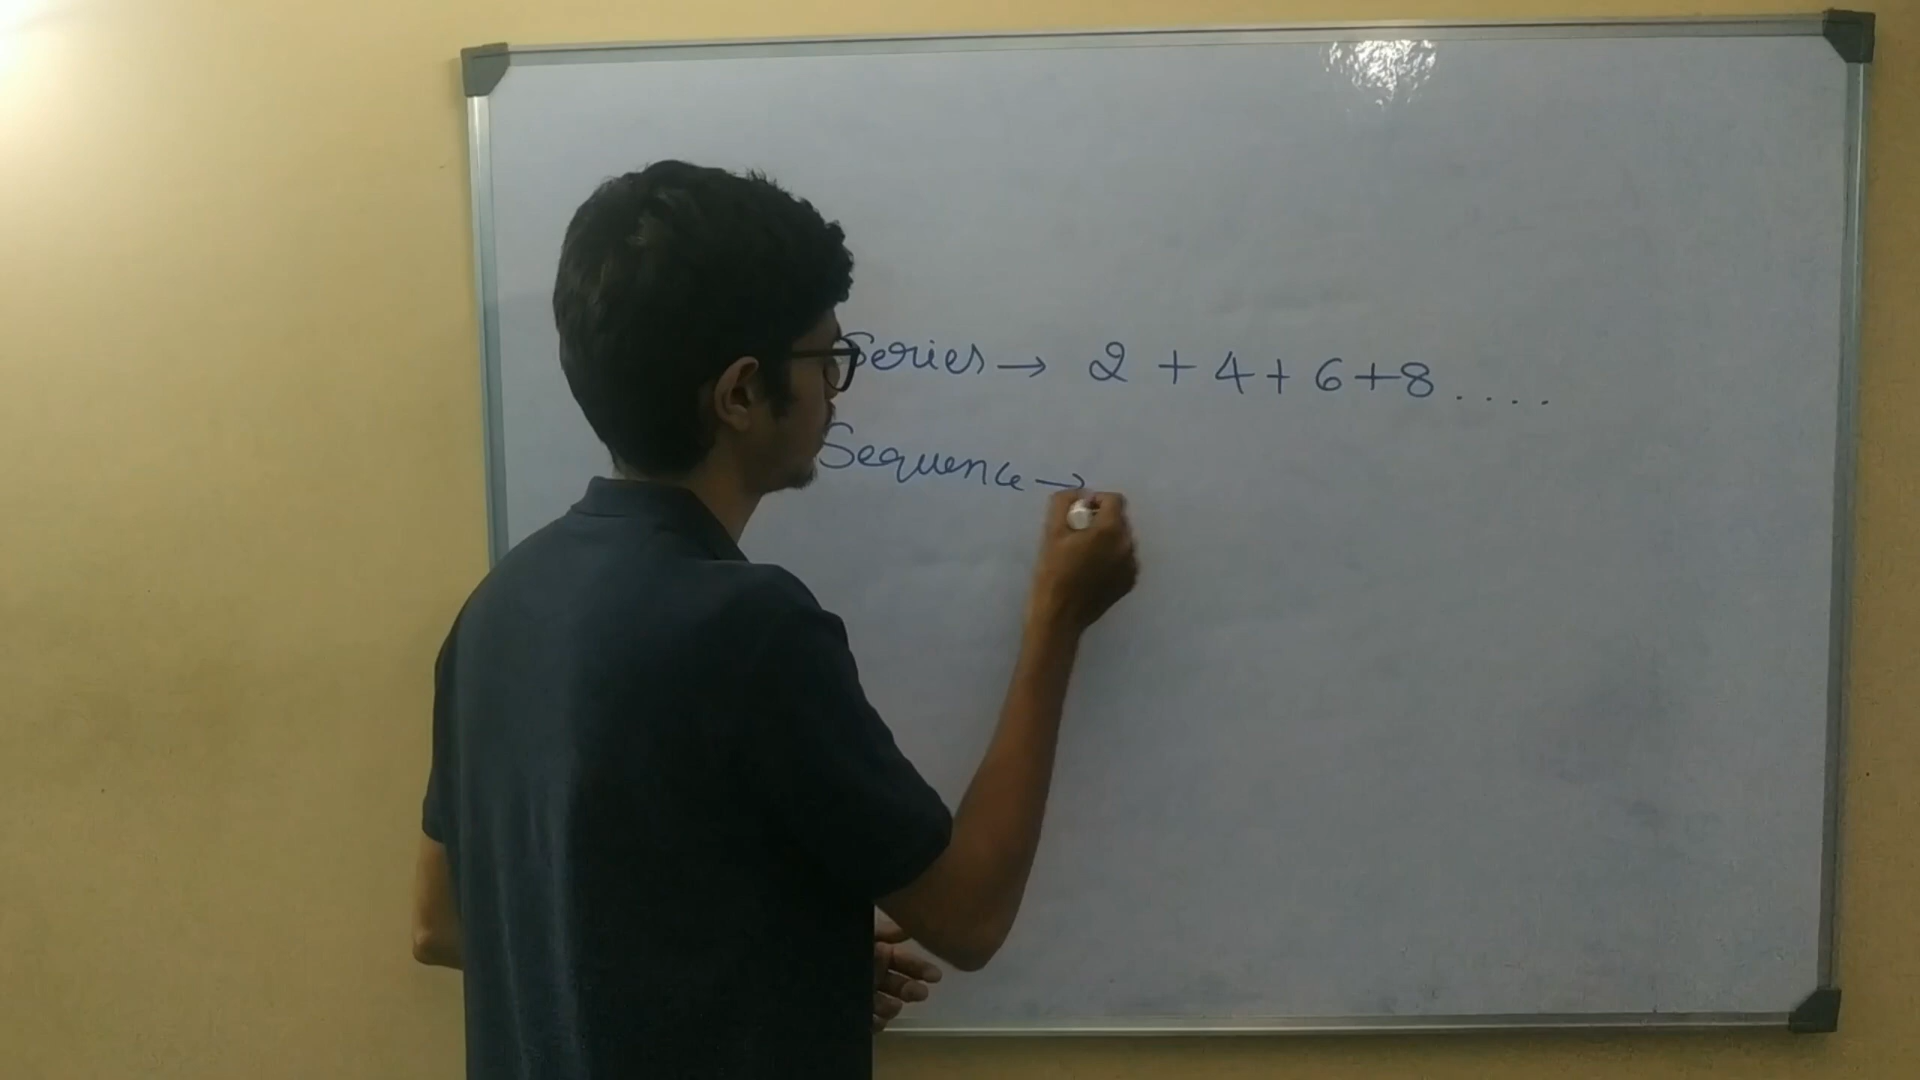 Series → 2 + 4 + 6 + 8 ....
Sequence →